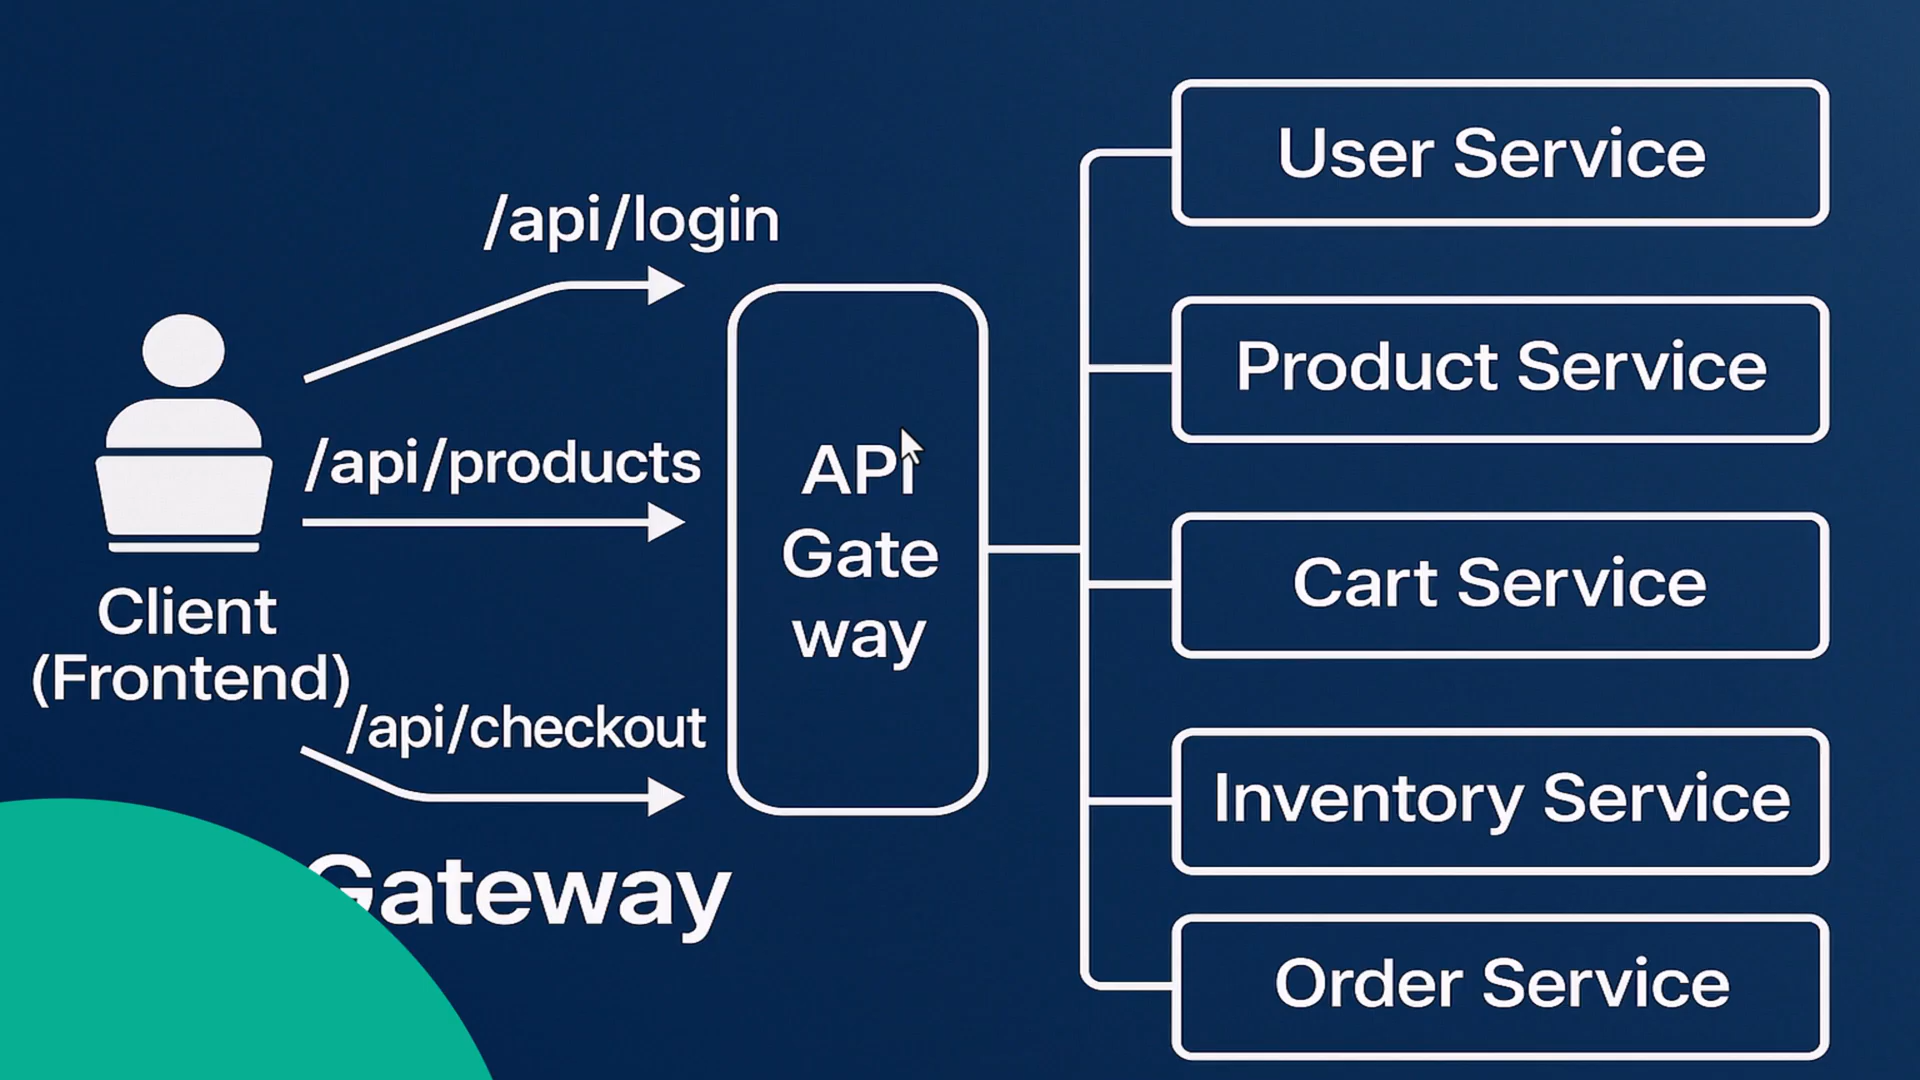 /api/login
/api/products
Client
(Frontend)
/api/checkout
Gateway
API
Gate
way
User Service
Product Service
Cart Service
Inventory Service
Order Service